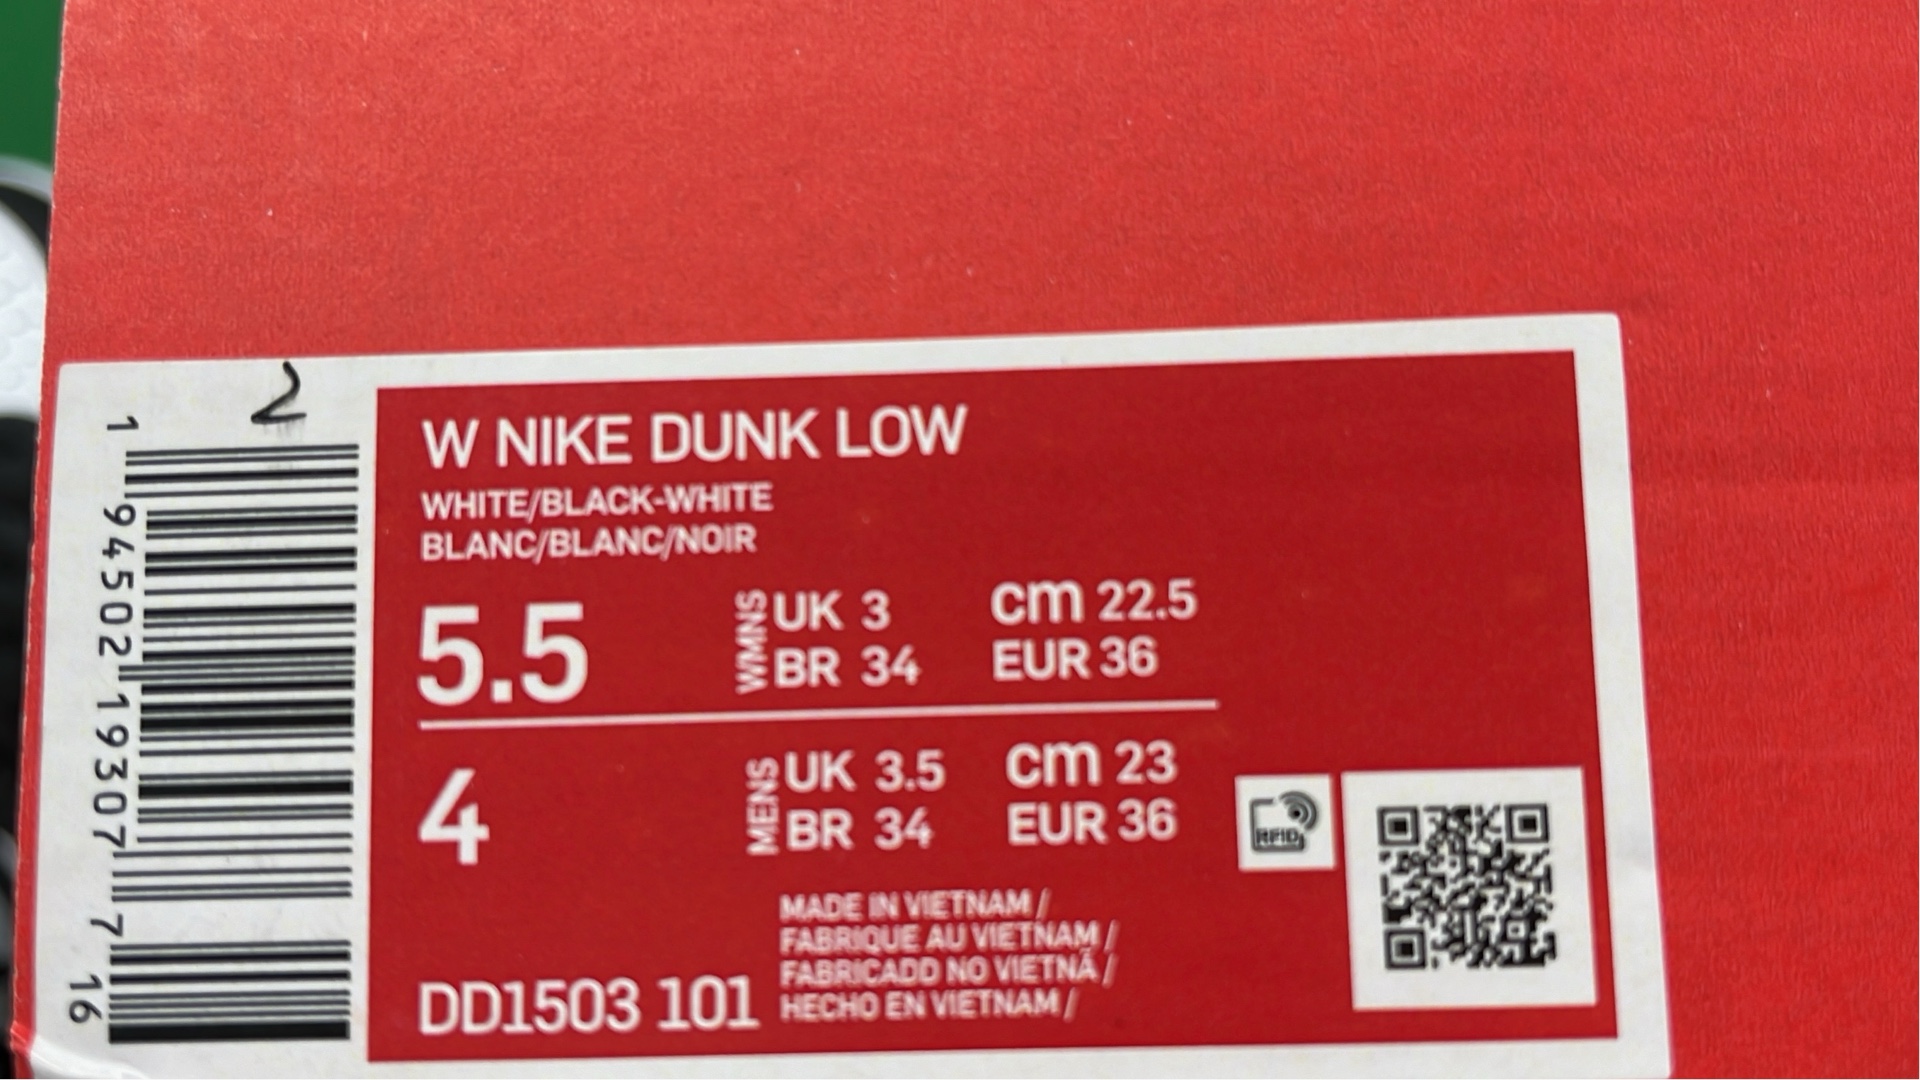 2
1 94502 19307 7 16
W NIKE DUNK LOW
WHITE/BLACK-WHITE
BLANC/BLANC/NOIR
5.5 WMNS UK 3 cm 22.5
BR 34 EUR 36
4 MENS UK 3.5 cm 23
BR 34 EUR 36
RFID
MADE IN VIETNAM /
FABRIQUE AU VIETNAM /
FABRICADD NO VIETNÃ /
HECHO EN VIETNAM /
DD1503 101